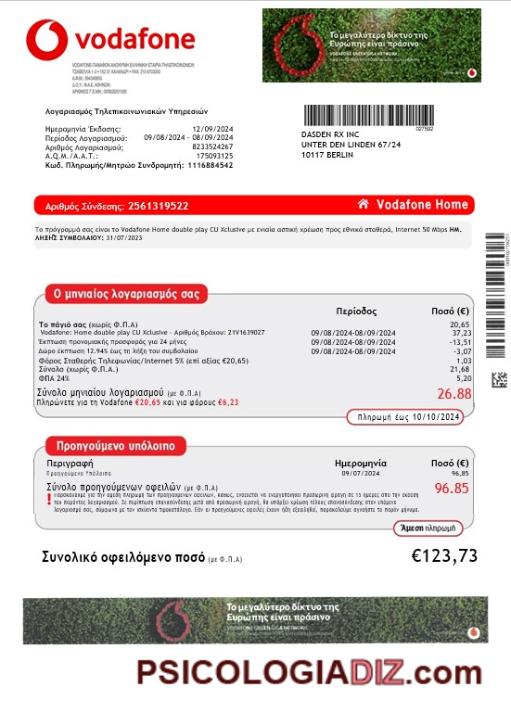 vodafone
VODAFONE ΠΑΝΑΦΟΝ ΑΝΩΝΥΜΗ ΕΛΛΗΝΙΚΗ ΕΤΑΙΡΙΑ ΤΗΛΕΠΙΚΟΙΝΩΝΙΩΝ
Το μεγαλύτερο δίκτυο της
Ευρώπης είναι πράσινο
Λογαριασμός Τηλεπικοινωνιακών Υπηρεσιών
Ημερομηνία Έκδοσης: 12/09/2024
Περίοδος Λογαριασμού: 09/08/2024 - 08/09/2024
Αριθμός Λογαριασμού: 8233524267
Α.Φ.Μ./Α.Α.Τ.: 175093125
Κωδ. Πληρωμής/Μητρώο Συνδρομητή: 1116884542
DASDEN RX INC
UNTER DEN LINDEN 67/24
10117 BERLIN
Αριθμός Σύνδεσης: 2561319522
Vodafone Home
Το πρόγραμμά σας είναι το Vodafone Home double play CU Xclusive με ενιαία αστική χρέωση προς εθνικά σταθερά, Internet 50 Mbps ΗΜ.
ΛΗΞΗΣ ΣΥΜΒΟΛΑΙΟΥ: 31/07/2023
Ο μηνιαίος λογαριασμός σας
Περίοδος Ποσό (€)
Το πάγιό σας (χωρίς Φ.Π.Α) 20,65
Vodafone: Home double play CU Xclusive - Αριθμός Βρόχου: 21V1639027 09/08/2024-08/09/2024 37,23
Έκπτωση προνομιακής προσφοράς για 24 μήνες 09/08/2024-08/09/2024 -13,51
Δώρο έκπτωση 12.94% έως τη λήξη του συμβολαίου 09/08/2024-08/09/2024 -3,07
Φόρος Σταθερής Τηλεφωνίας/Internet 5% (επί αξίας €20,65) 1,03
Σύνολο (χωρίς Φ.Π.Α.) 21,68
ΦΠΑ 24% 5,20
Σύνολο μηνιαίου λογαριασμού (με Φ.Π.Α) 26.88
Πληρώνετε για τη Vodafone €20,65 και για φόρους €6,23
Πληρωμή έως 10/10/2024
Προηγούμενο υπόλοιπο
Περιγραφή Ημερομηνία Ποσό (€)
Προηγούμενο Υπόλοιπο 09/07/2024 96,85
Σύνολο προηγούμενων οφειλών (με Φ.Π.Α) 96.85
Άμεση πληρωμή
Συνολικό οφειλόμενο ποσό (με Φ.Π.Α) €123,73
Το μεγαλύτερο δίκτυο της
Ευρώπης είναι πράσινο
PSICOLOGIADIZ.com